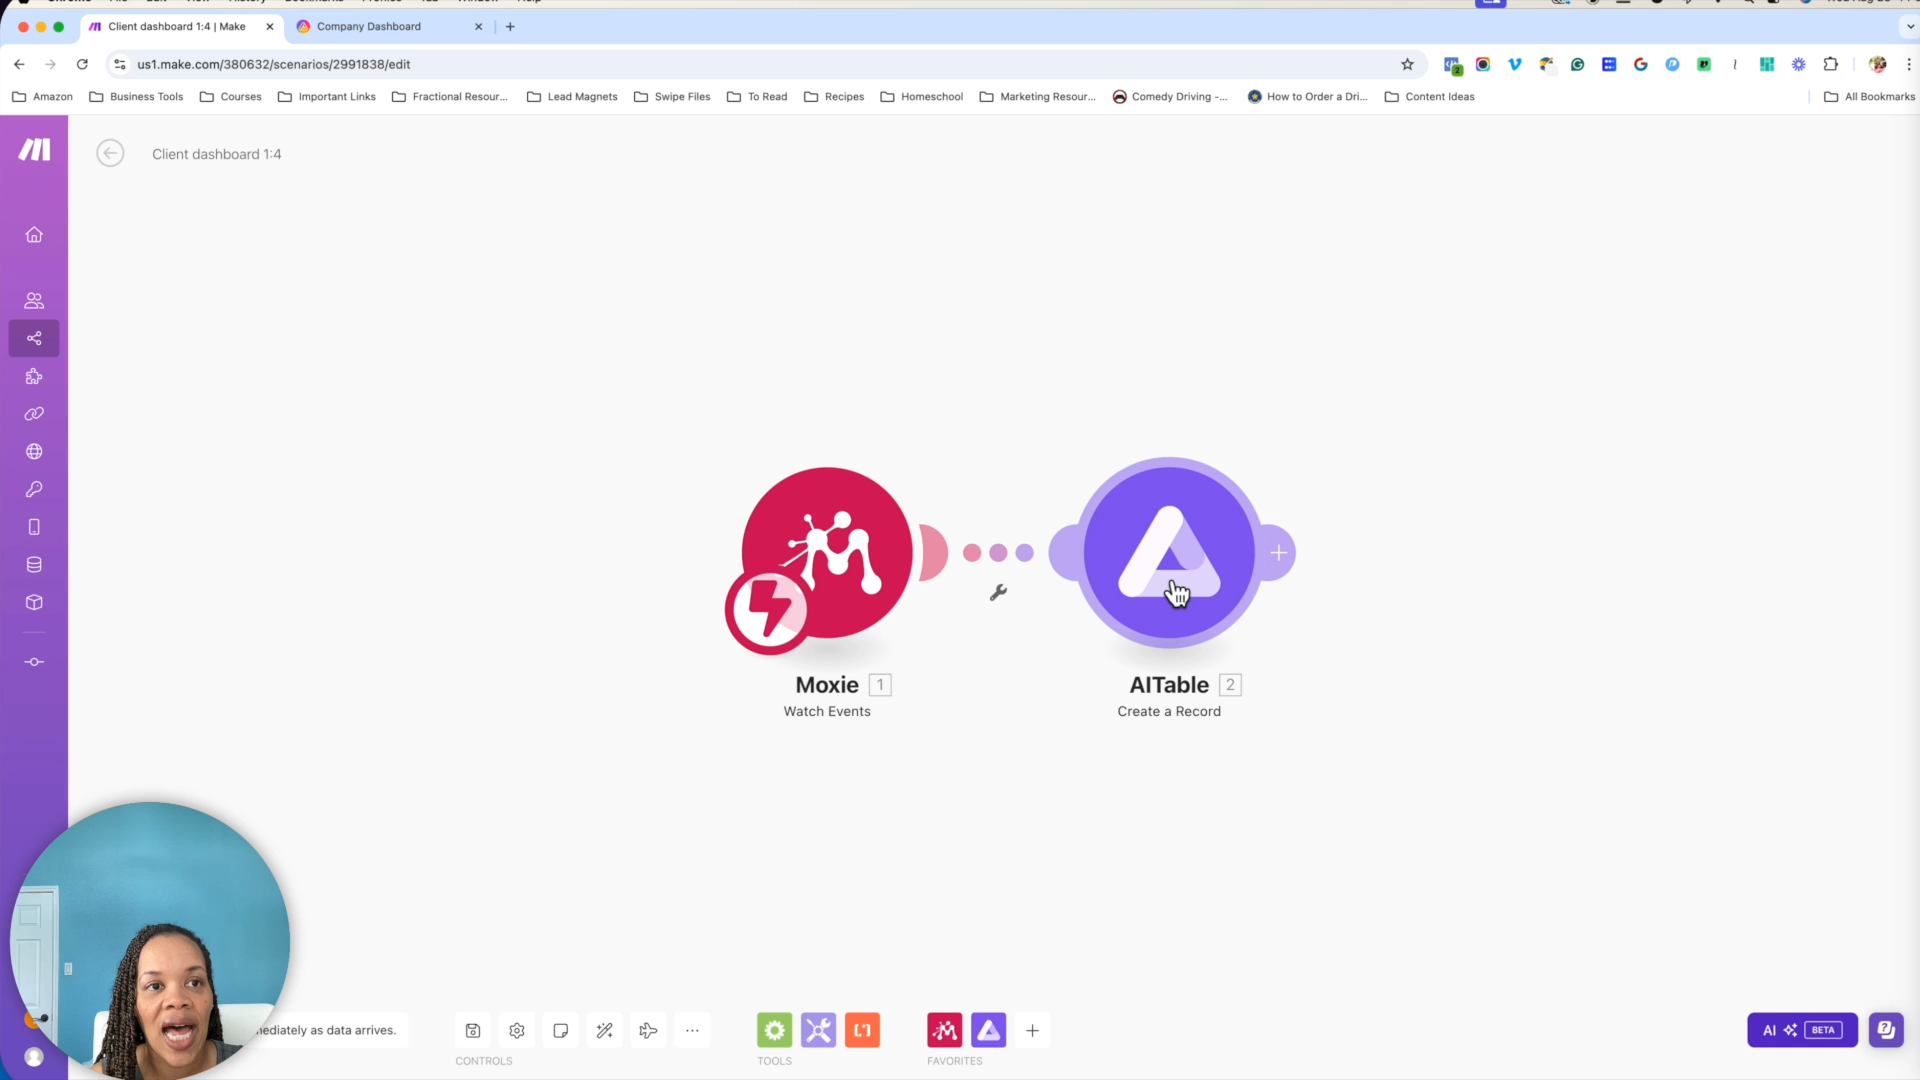 Client dashboard 1:4 | Make
Company Dashboard
us1.make.com/380632/scenarios/2991838/edit
2
Amazon
Business Tools
Courses
Important Links
Fractional Resour...
Lead Magnets
Swipe Files
To Read
Recipes
Homeschool
Marketing Resour...
Comedy Driving -...
How to Order a Dri...
Content Ideas
All Bookmarks
Client dashboard 1:4
Moxie 1
Watch Events
AITable 2
Create a Record
mediately as data arrives.
CONTROLS
TOOLS
FAVORITES
AI BETA